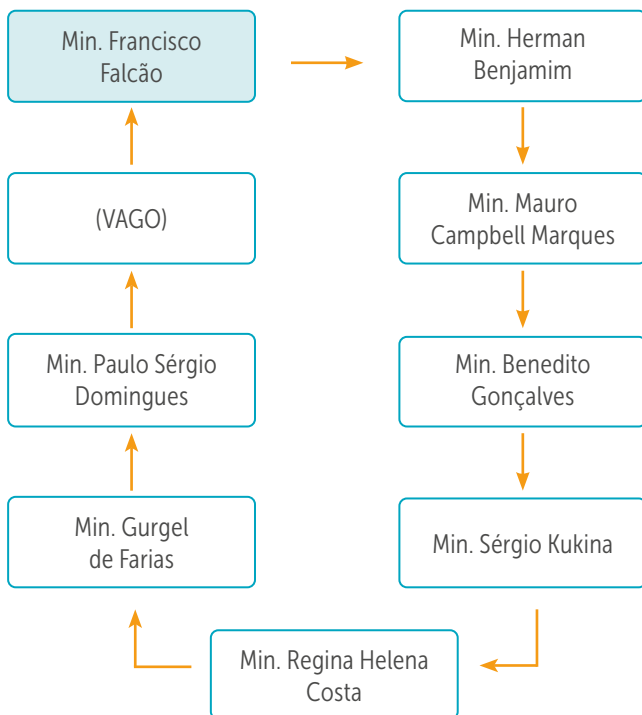 Min. Francisco
Falcão
Min. Herman
Benjamim
Min. Mauro
Campbell Marques
Min. Benedito
Gonçalves
Min. Sérgio Kukina
Min. Regina Helena
Costa
Min. Gurgel
de Farias
Min. Paulo Sérgio
Domingues
(VAGO)